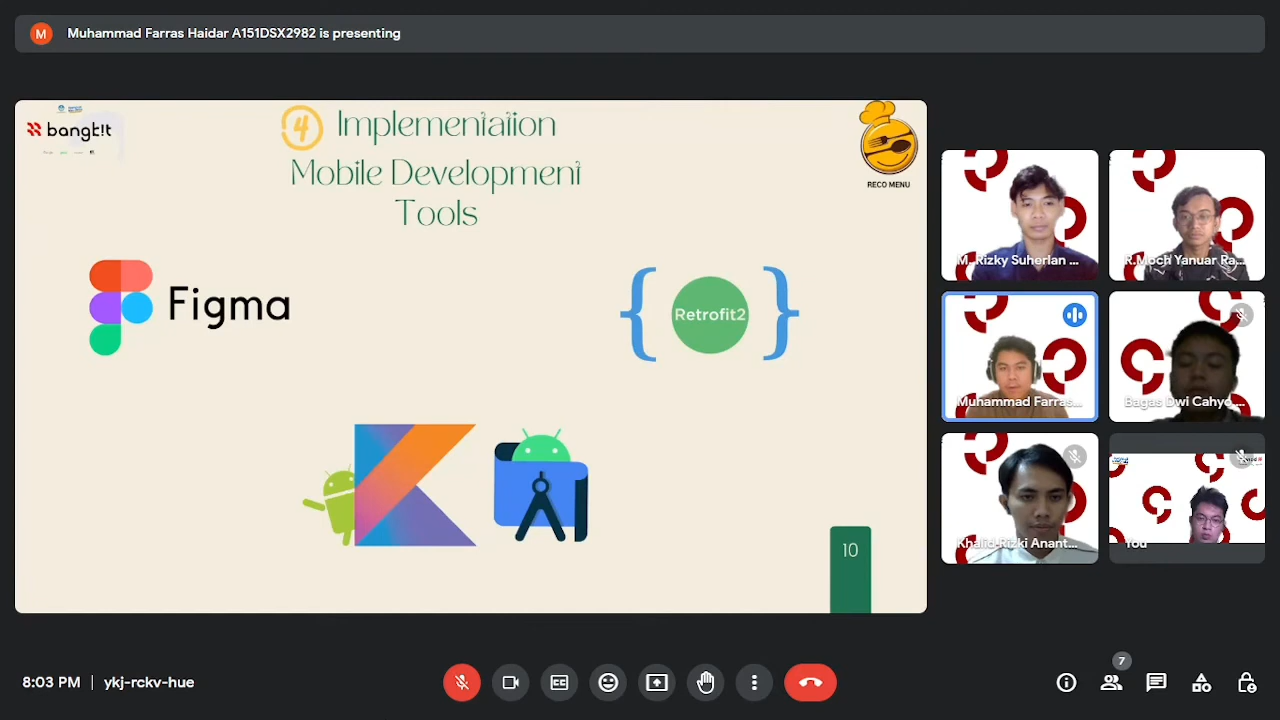 M
Muhammad Farras Haidar A151DSX2982 is presenting
bangk!t
4 Implementation
Mobile Development
Tools
RECO MENU
Figma
{ Retrofit2 }
10
M. Rizky Suherlan ...
R.Moch Yanuar Ra...
Muhammad Farras...
Bagas Dwi Cahyo ...
Khalid Rizki Anant...
You
8:03 PM | ykj-rckv-hue
7